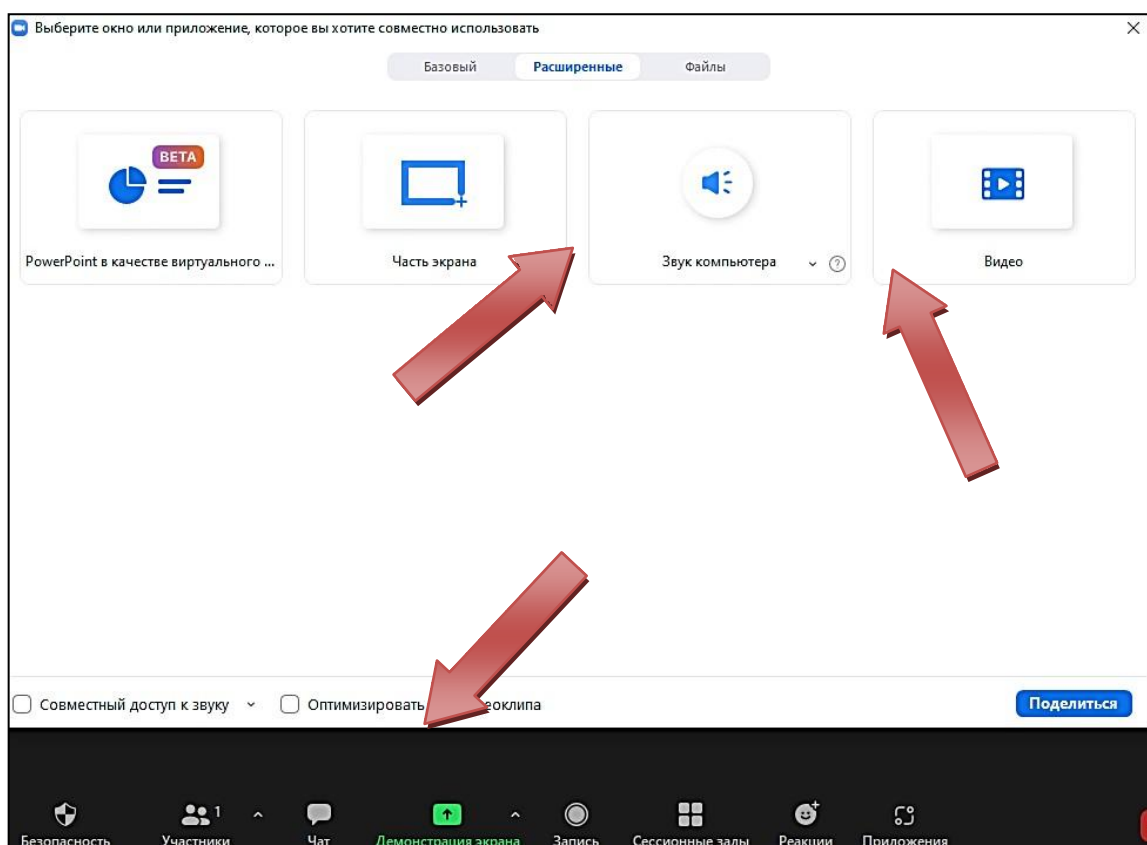 Выберите окно или приложение, которое вы хотите совместно использовать
Базовый Расширенные Файлы
BETA
PowerPoint в качестве виртуального ... Часть экрана Звук компьютера Видео
Совместный доступ к звуку Оптимизировать еоклипа Поделиться
1
Безопасность Участники Чат Демонстрация экрана Запись Сессионные залы Реакции Приложения